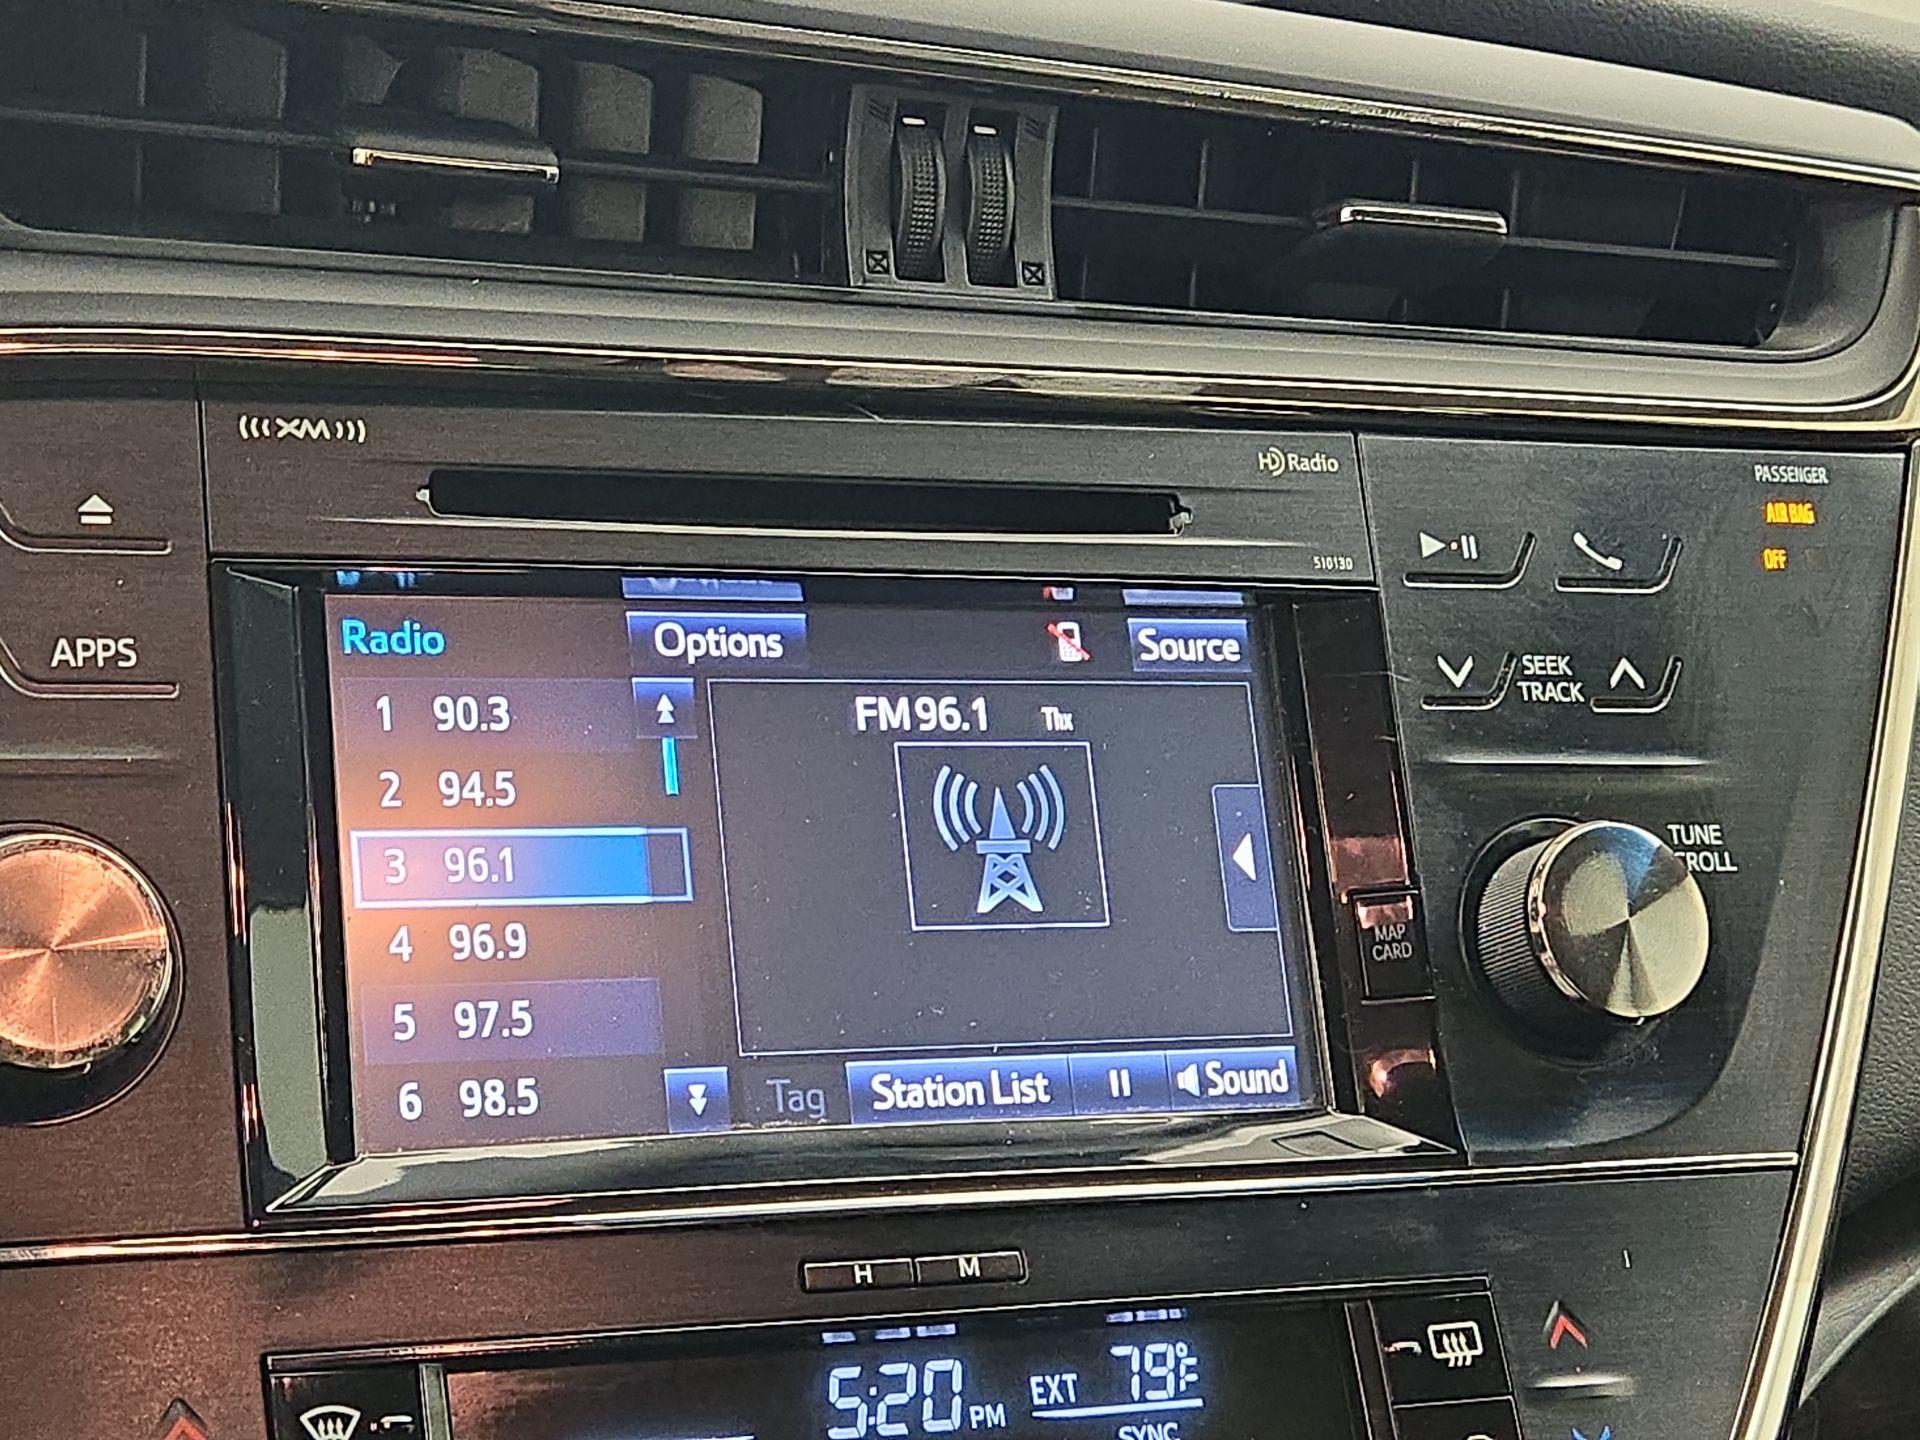 XM
HD Radio
PASSENGER
AIR BAG
OFF
510130
APPS
SEEK
TRACK
Radio
Options
Source
1 90.3
2 94.5
3 96.1
4 96.9
5 97.5
6 98.5
FM 96.1 Thx
Tag
Station List
Sound
TUNE
MAP
CARD
H M
5:20 PM
EXT 79°F
SYNC